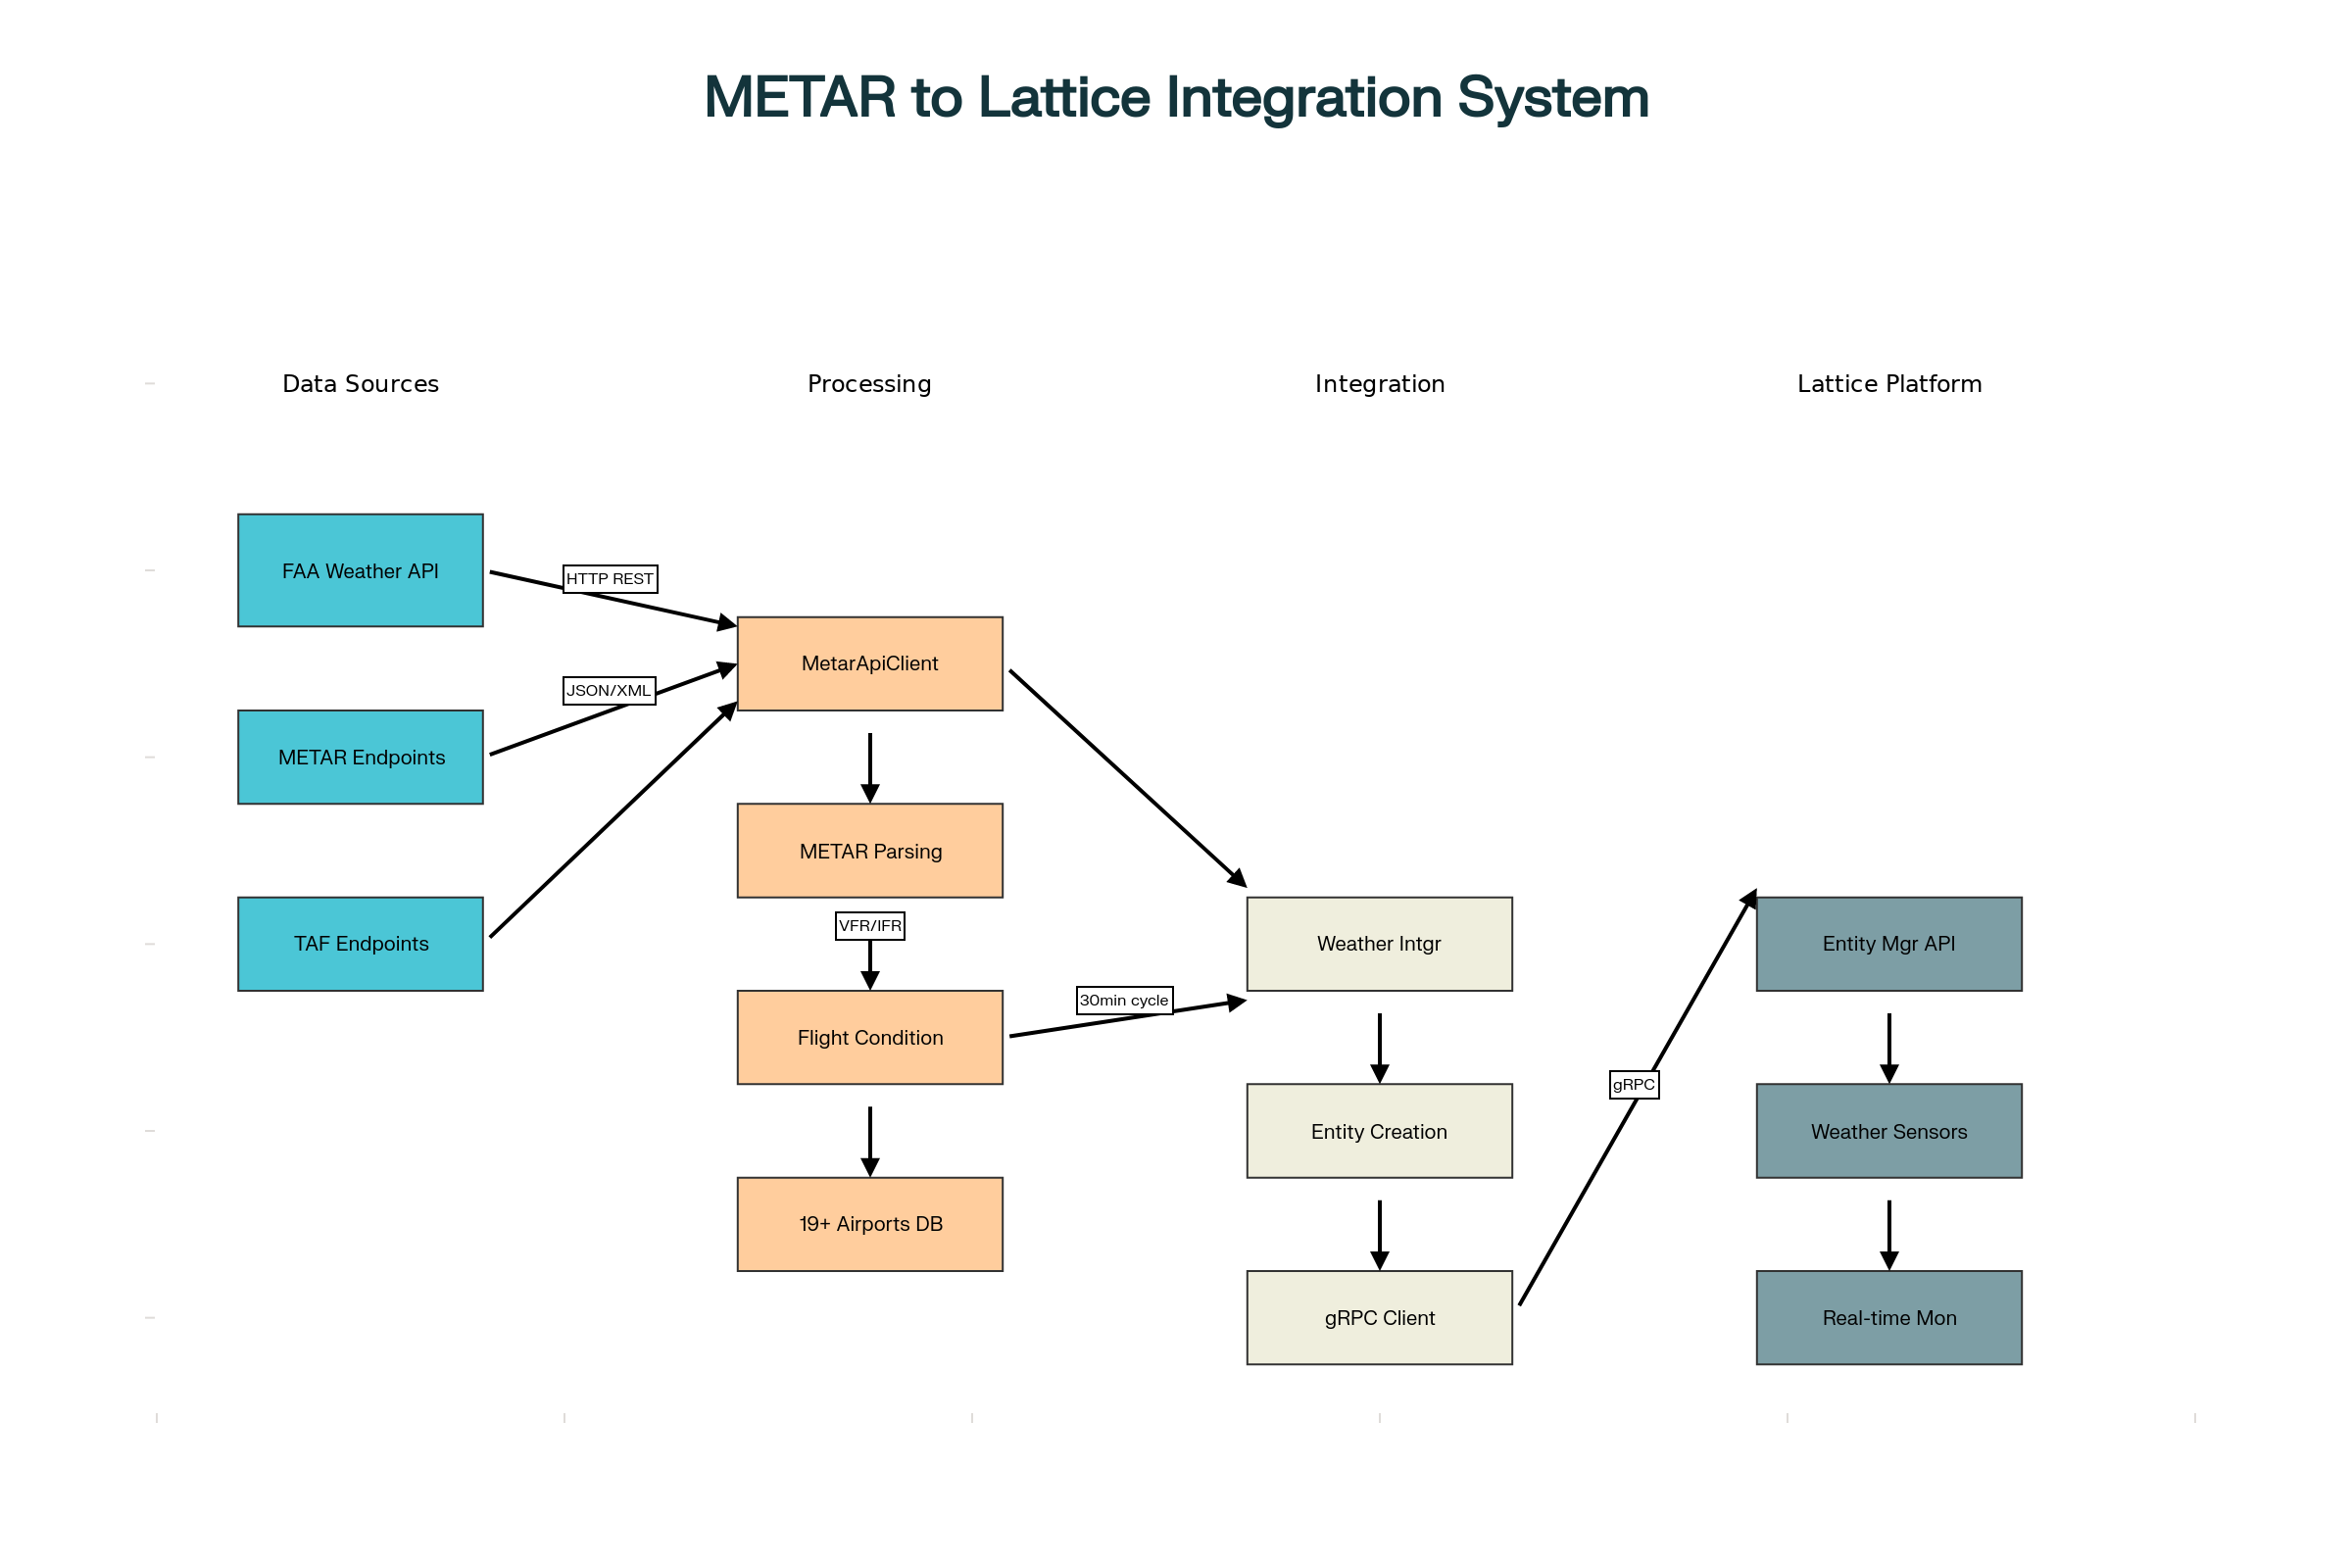 METAR to Lattice Integration System
Data Sources
Processing
Integration
Lattice Platform
FAA Weather API
HTTP REST
METAR Endpoints
JSON/XML
TAF Endpoints
MetarApiClient
METAR Parsing
VFR/IFR
Flight Condition
30min cycle
19+ Airports DB
Weather Intgr
Entity Creation
gRPC Client
gRPC
Entity Mgr API
Weather Sensors
Real-time Mon